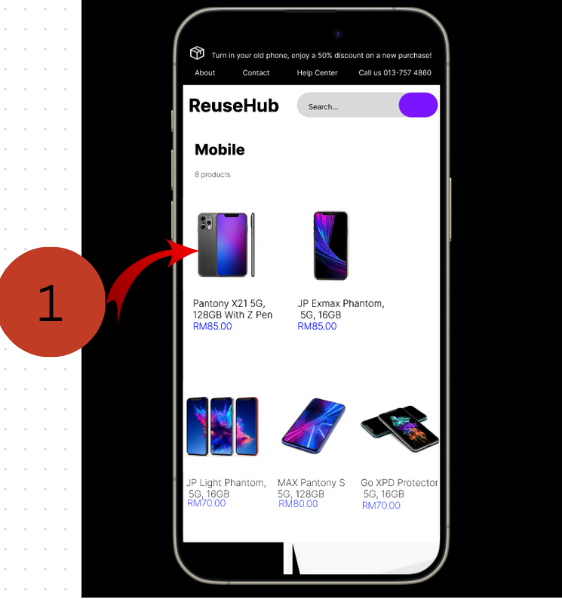 Turn in your old phone, enjoy a 50% discount on a new purchase!
About Contact Help Center Call us 013-757 4860
ReuseHub Search...
Mobile
8 products
1
Pantony X21 5G,
128GB With Z Pen
RM85.00
JP Exmax Phantom,
5G, 16GB
RM85.00
JP Light Phantom,
5G, 16GB
RM70.00
MAX Pantony S
5G, 128GB
RM80.00
Go XPD Protector
5G, 16GB
RM70.00